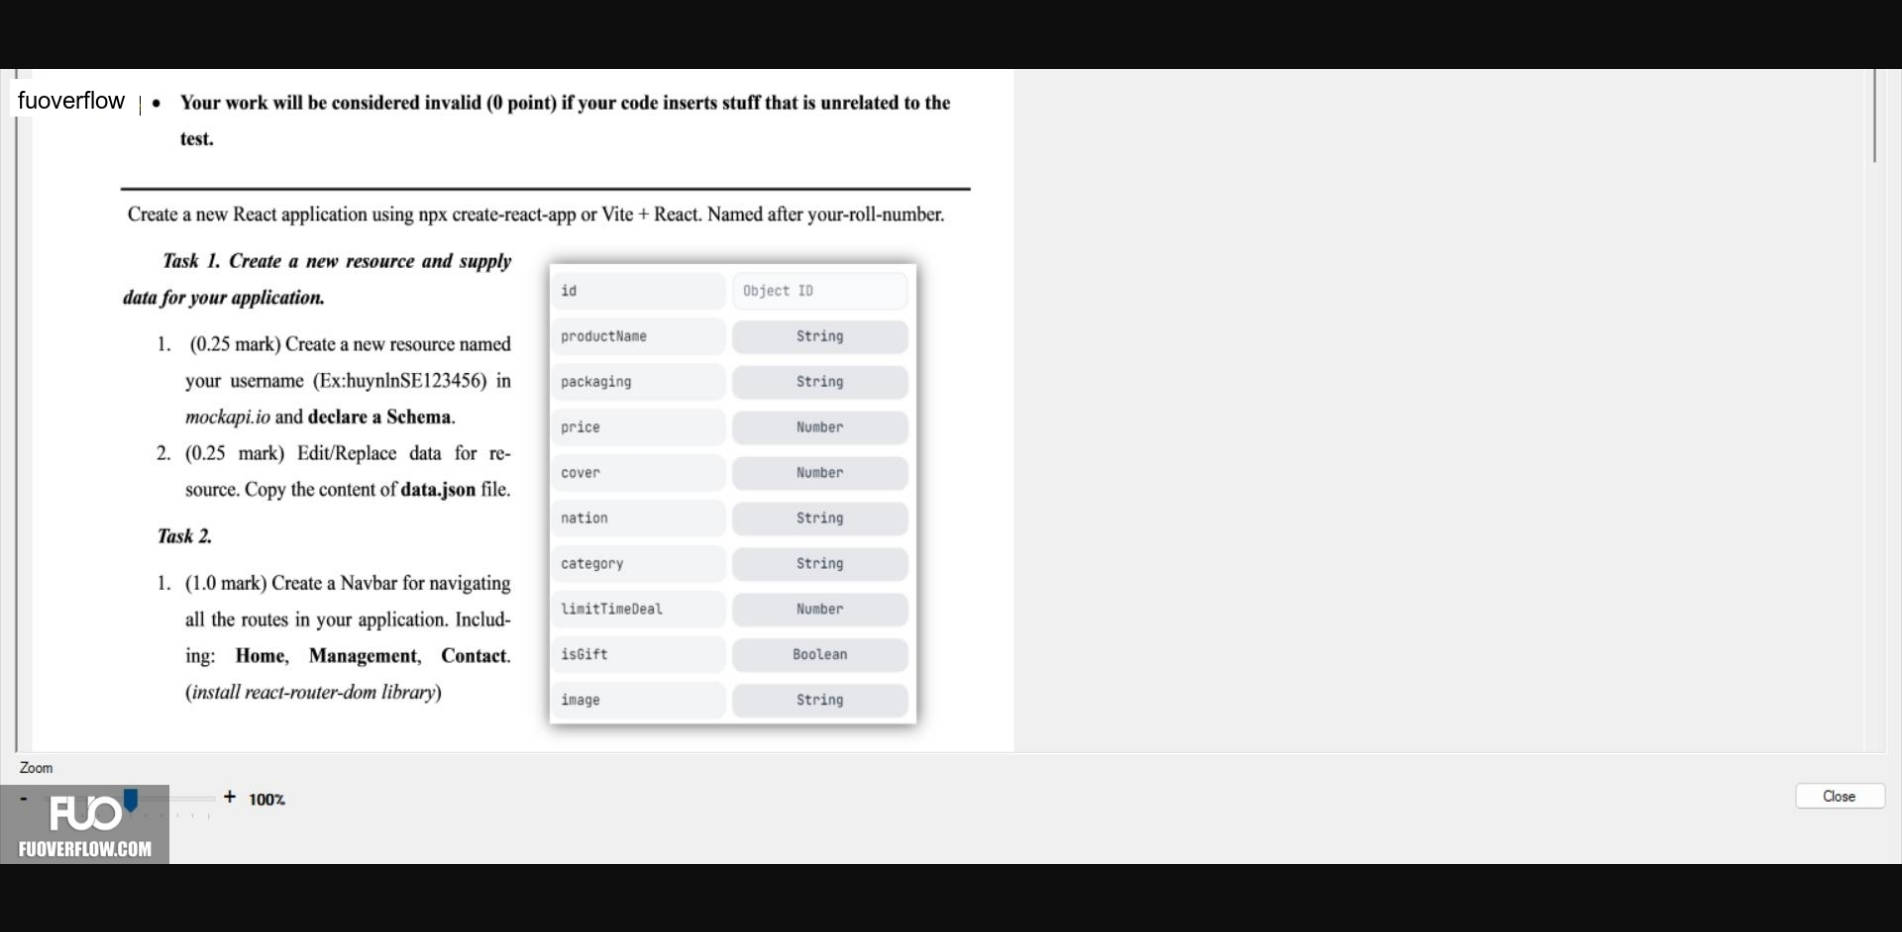 fuoverflow
• Your work will be considered invalid (0 point) if your code inserts stuff that is unrelated to the
test.
Create a new React application using npx create-react-app or Vite + React. Named after your-roll-number.
Task 1. Create a new resource and supply
data for your application.
1. (0.25 mark) Create a new resource named
your username (Ex:huynlnSE123456) in
mockapi.io and declare a Schema.
2. (0.25 mark) Edit/Replace data for re-
source. Copy the content of data.json file.
Task 2.
1. (1.0 mark) Create a Navbar for navigating
all the routes in your application. Includ-
ing: Home, Management, Contact.
(install react-router-dom library)
id Object ID
productName String
packaging String
price Number
cover Number
nation String
category String
limitTimeDeal Number
isGift Boolean
image String
Zoom
- + 100%
Close
FUO
FUOVERFLOW.COM